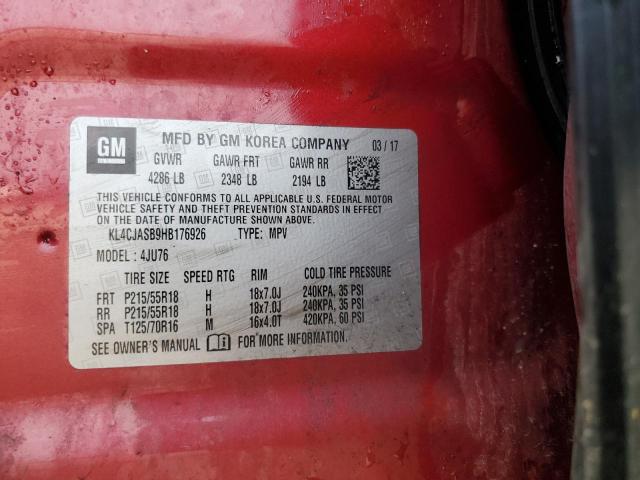 GM
MFD BY GM KOREA COMPANY 03 / 17
GVWR GAWR FRT GAWR RR
4286 LB 2348 LB 2194 LB
THIS VEHICLE CONFORMS TO ALL APPLICABLE U.S. FEDERAL MOTOR
VEHICLE SAFETY AND THEFT PREVENTION STANDARDS IN EFFECT
ON THE DATE OF MANUFACTURE SHOWN ABOVE.
KL4CJASB9HB176926 TYPE: MPV
MODEL : 4JU76
TIRE SIZE SPEED RTG RIM COLD TIRE PRESSURE
FRT P215/55R18 H 18x7.0J 240KPA, 35 PSI
RR P215/55R18 H 18x7.0J 240KPA, 35 PSI
SPA T125/70R16 M 16x4.0T 420KPA, 60 PSI
SEE OWNER'S MANUAL FOR MORE INFORMATION.